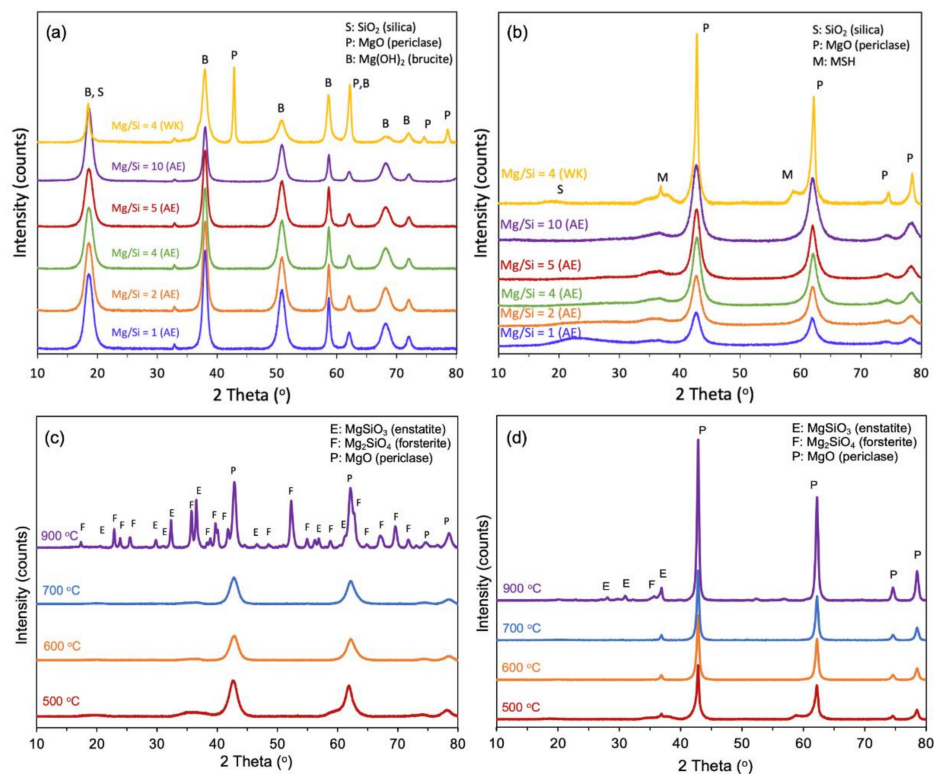 (a)
S: SiO₂ (silica)
P: MgO (periclase)
B: Mg(OH)₂ (brucite)
B, S
B
P
B
B
P,B
B
B
P
P
Mg/Si = 4 (WK)
Mg/Si = 10 (AE)
Mg/Si = 5 (AE)
Mg/Si = 4 (AE)
Mg/Si = 2 (AE)
Mg/Si = 1 (AE)
Intensity (counts)
10 20 30 40 50 60 70 80
2 Theta (°)
(b)
S: SiO₂ (silica)
P: MgO (periclase)
M: MSH
P
P
P
P
M
M
S
Mg/Si = 4 (WK)
Mg/Si = 10 (AE)
Mg/Si = 5 (AE)
Mg/Si = 4 (AE)
Mg/Si = 2 (AE)
Mg/Si = 1 (AE)
Intensity (counts)
10 20 30 40 50 60 70 80
2 Theta (°)
(c)
E: MgSiO₃ (enstatite)
F: Mg₂SiO₄ (forsterite)
P: MgO (periclase)
F E F F F E E E F E F F F P E F F F E F E P F F F F F P P
900 °C
700 °C
600 °C
500 °C
Intensity (counts)
10 20 30 40 50 60 70 80
2 Theta (°)
(d)
E: MgSiO₃ (enstatite)
F: Mg₂SiO₄ (forsterite)
P: MgO (periclase)
P
P
P
P
E E F E
900 °C
700 °C
600 °C
500 °C
Intensity (counts)
10 20 30 40 50 60 70 80
2 Theta (°)